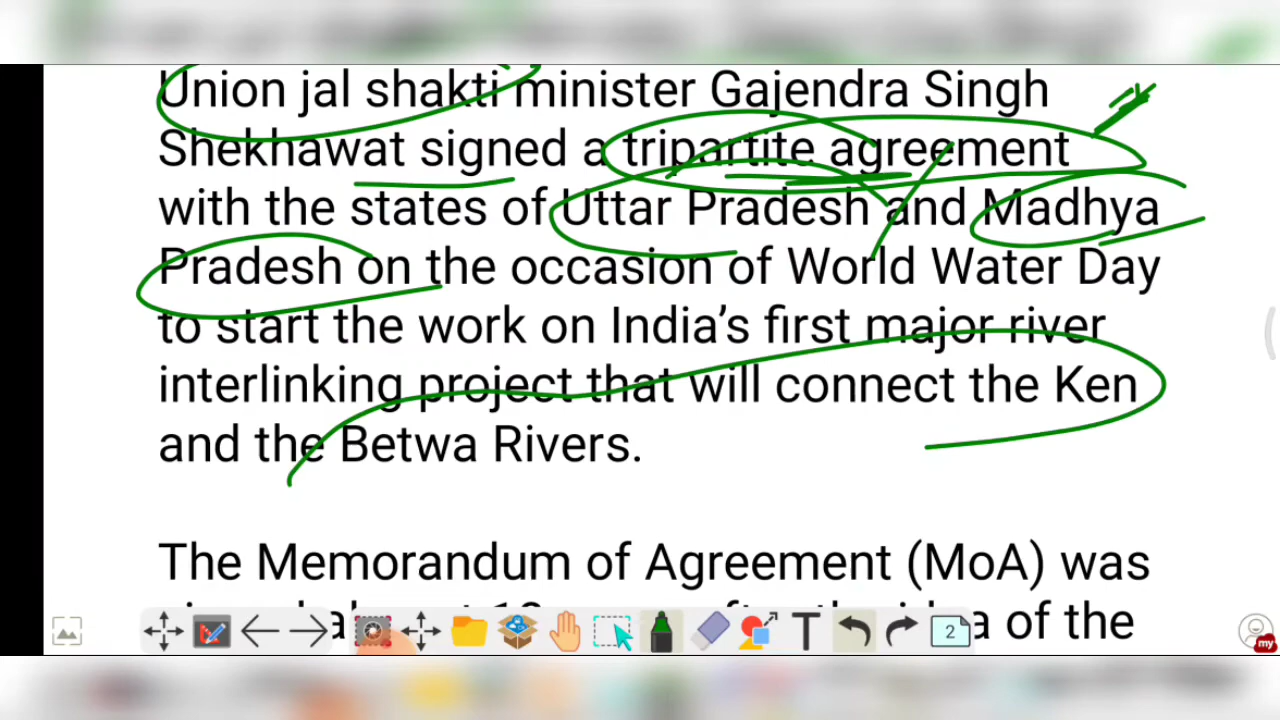 Union jal shakti minister Gajendra Singh
Shekhawat signed a tripartite agreement
with the states of Uttar Pradesh and Madhya
Pradesh on the occasion of World Water Day
to start the work on India's first major river
interlinking project that will connect the Ken
and the Betwa Rivers.
The Memorandum of Agreement (MoA) was
of the
T
2
my